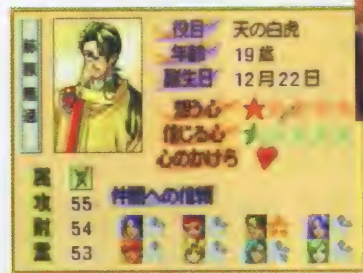 役目 天の白虎
年齢 19歳
誕生日 12月22日
想う心
信じる心
心のかけら
属
攻 55
耐 54
霊 53
仲間への信頼